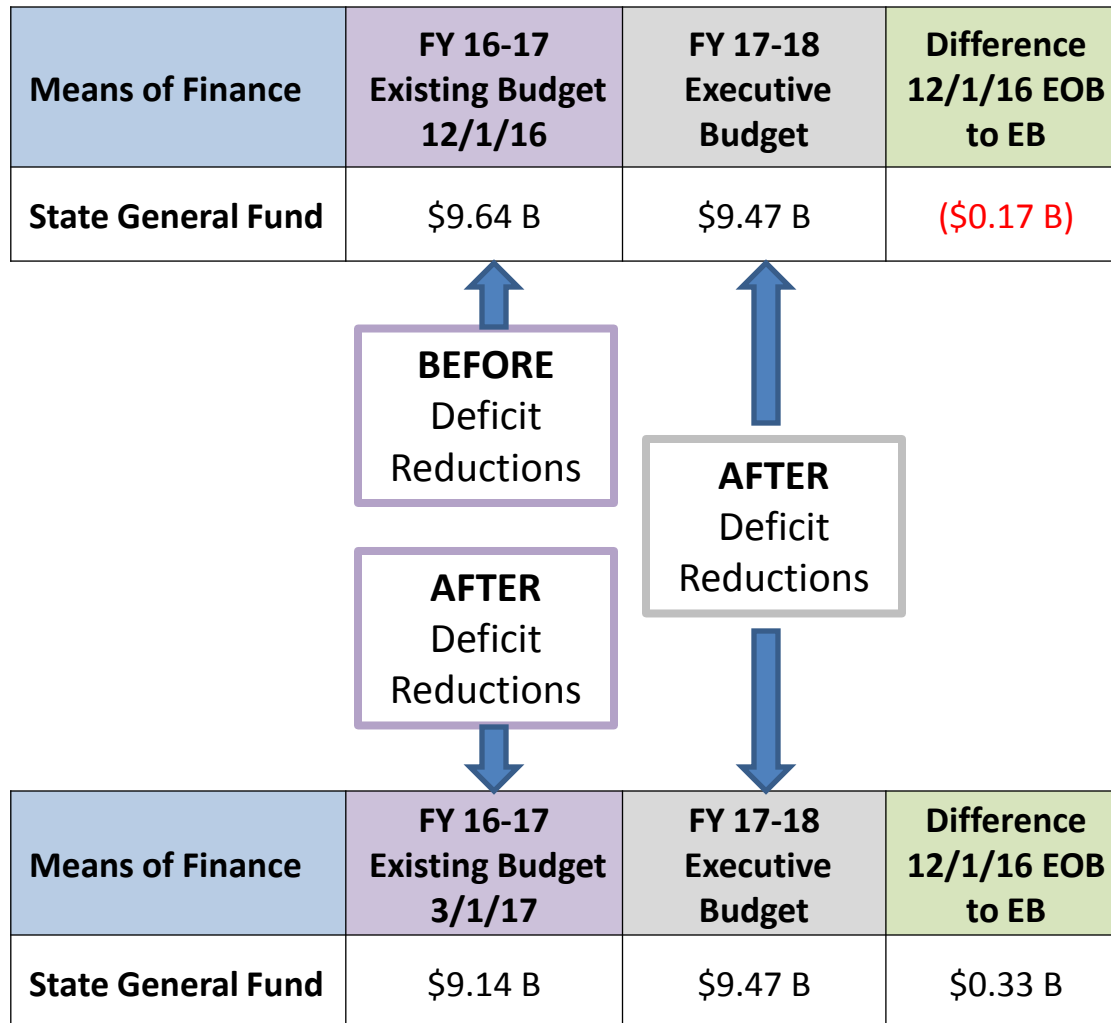 Means of Finance
FY 16-17
Existing Budget
12/1/16
FY 17-18
Executive
Budget
Difference
12/1/16 EOB
to EB
State General Fund
$9.64 B
$9.47 B
($0.17 B)
BEFORE
Deficit
Reductions
AFTER
Deficit
Reductions
AFTER
Deficit
Reductions
Means of Finance
FY 16-17
Existing Budget
3/1/17
FY 17-18
Executive
Budget
Difference
12/1/16 EOB
to EB
State General Fund
$9.14 B
$9.47 B
$0.33 B